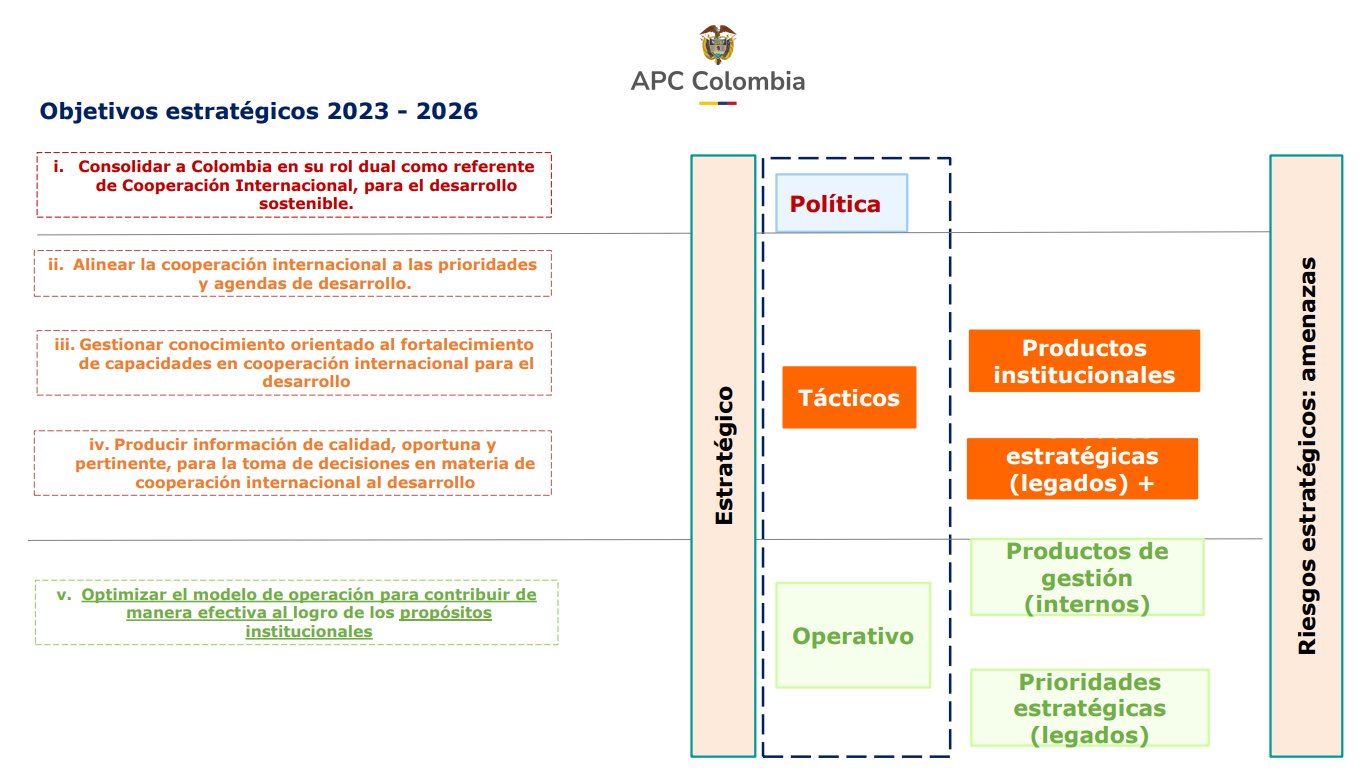 APC Colombia
Objetivos estratégicos 2023 – 2026
i. Consolidar a Colombia en su rol dual como referente
de Cooperación Internacional, para el desarrollo
sostenible.
ii. Alinear la cooperación internacional a las prioridades
y agendas de desarrollo.
iii. Gestionar conocimiento orientado al fortalecimiento
de capacidades en cooperación internacional para el
desarrollo
iv. Producir información de calidad, oportuna y
pertinente, para la toma de decisiones en materia de
cooperación internacional al desarrollo
v. Optimizar el modelo de operación para contribuir de
manera efectiva al logro de los propósitos
institucionales
Estratégico
Política
Tácticos
Operativo
Productos
institucionales
estratégicas
(legados) +
Productos de
gestión
(internos)
Prioridades
estratégicas
(legados)
Riesgos estratégicos: amenazas